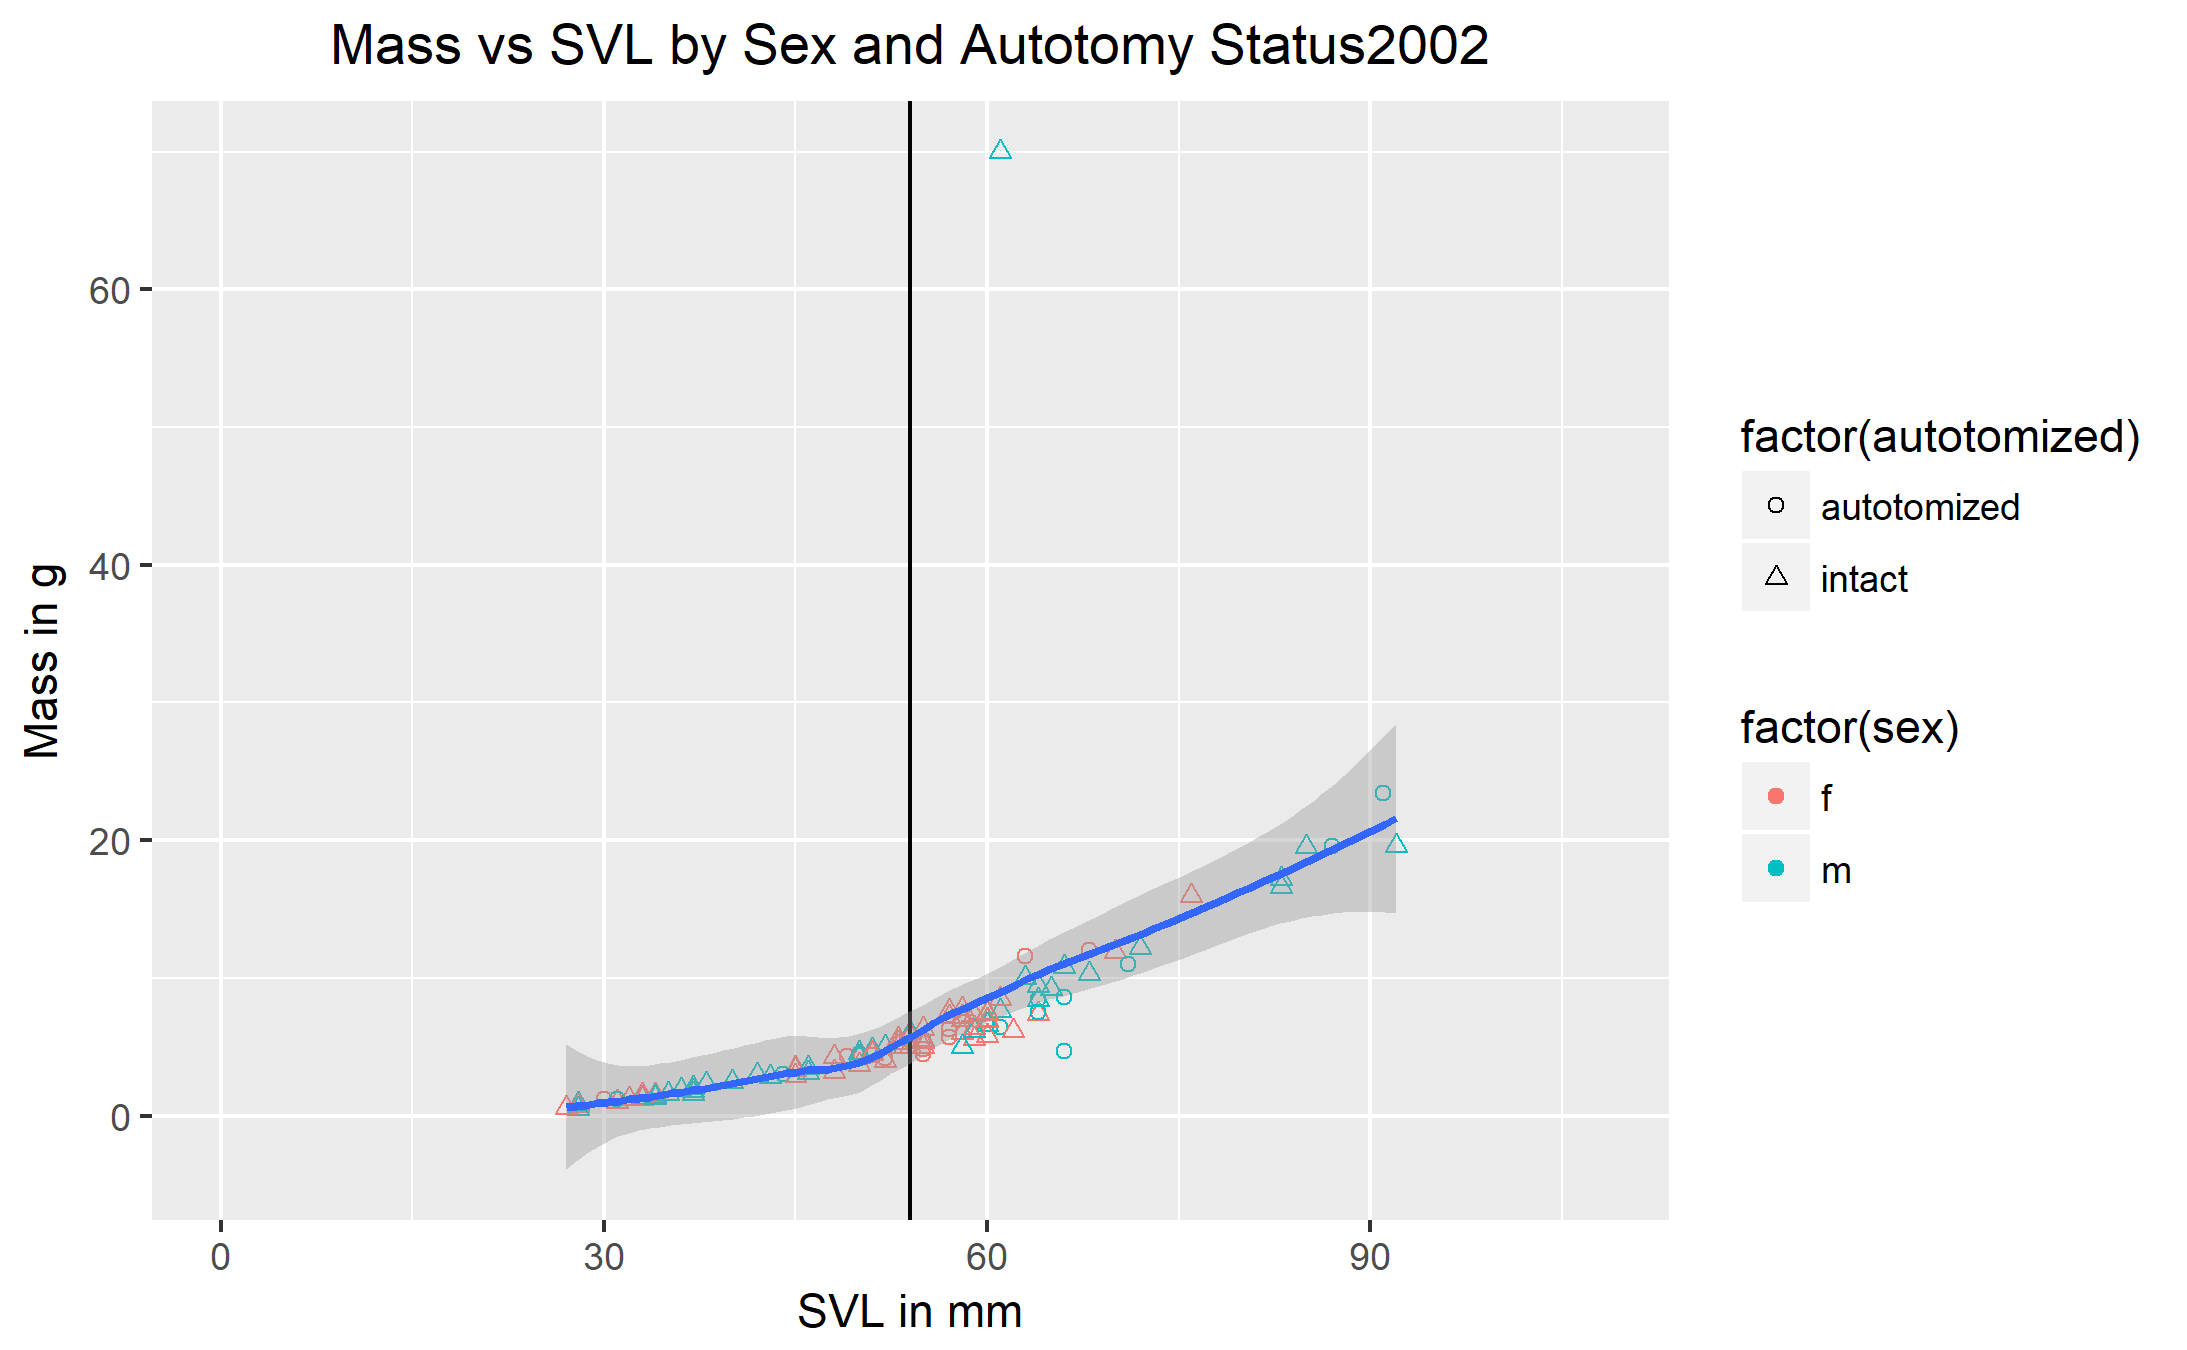 Mass vs SVL by Sex and Autotomy Status2002
Mass in g
60
40
20
0
0 30 60 90
SVL in mm
factor(autotomized)
autotomized
intact
factor(sex)
f
m